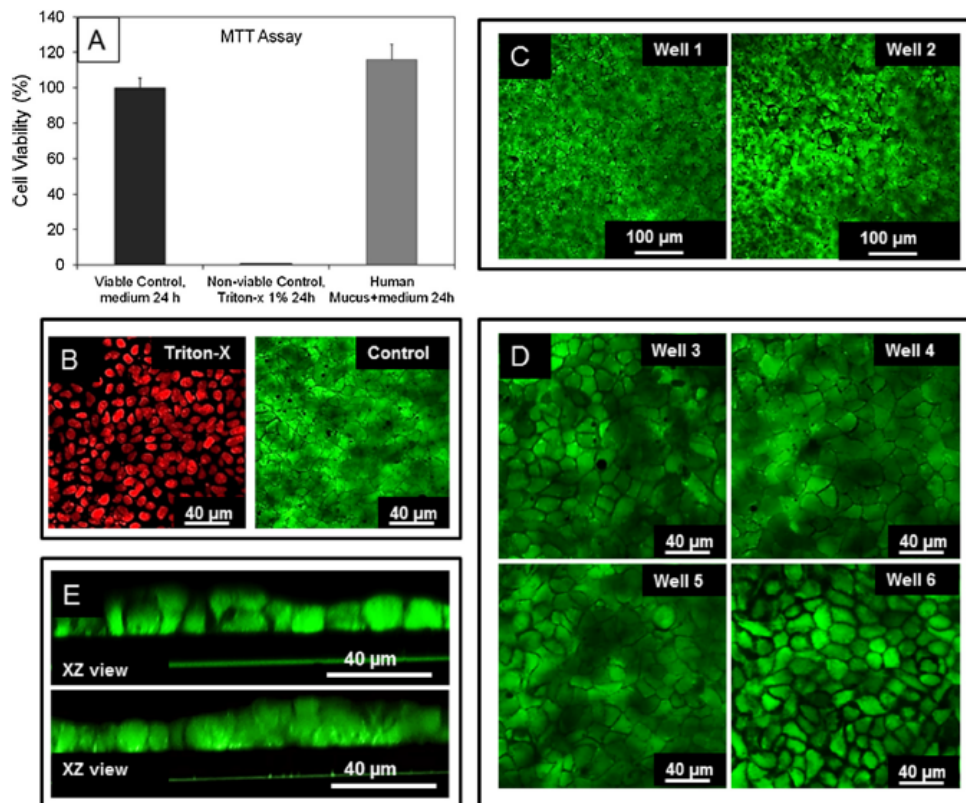 A
MTT Assay
Cell Viability (%)
140
120
100
80
60
40
20
0
Viable Control,
medium 24 h
Non-viable Control,
Triton-x 1% 24h
Human
Mucus+medium 24h
B
Triton-X
40 µm
Control
40 µm
C
Well 1
100 µm
Well 2
100 µm
D
Well 3
40 µm
Well 4
40 µm
Well 5
40 µm
Well 6
40 µm
E
XZ view
40 µm
XZ view
40 µm